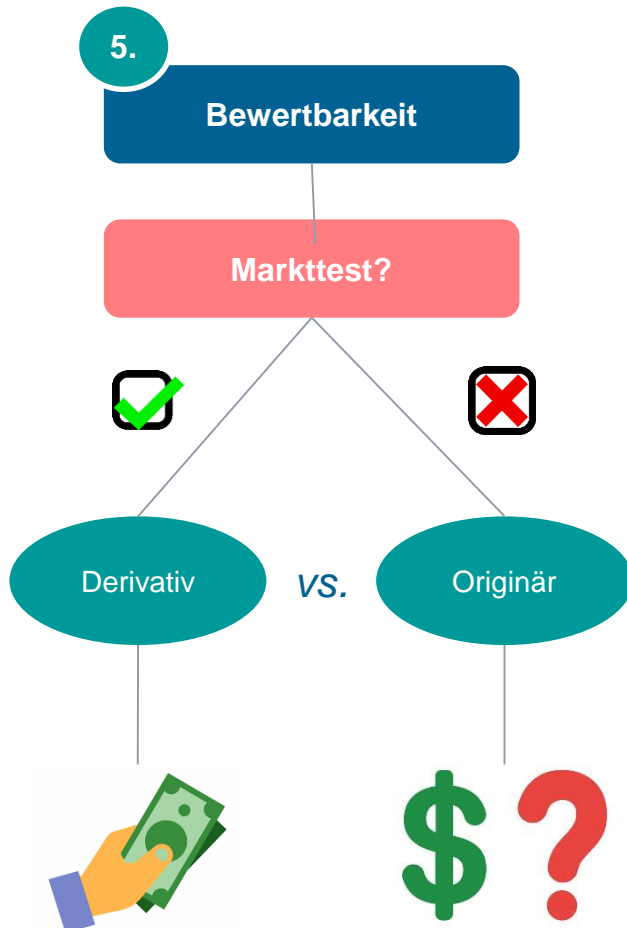 5.
Bewertbarkeit
Markttest?
Derivativ
vs.
Originär
$ ?